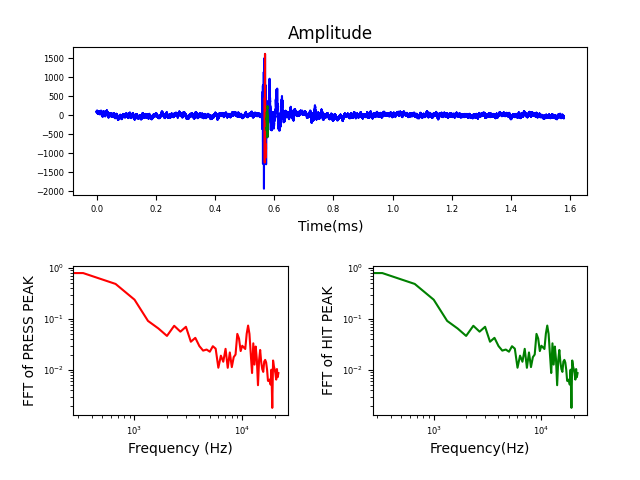 Amplitude
1500
1000
500
0
−500
−1000
−1500
−2000
0.0 0.2 0.4 0.6 0.8 1.0 1.2 1.4 1.6
Time(ms)
FFT of PRESS PEAK
10⁰
10⁻¹
10⁻²
10³ 10⁴
Frequency (Hz)
FFT of HIT PEAK
10⁰
10⁻¹
10⁻²
10³ 10⁴
Frequency(Hz)